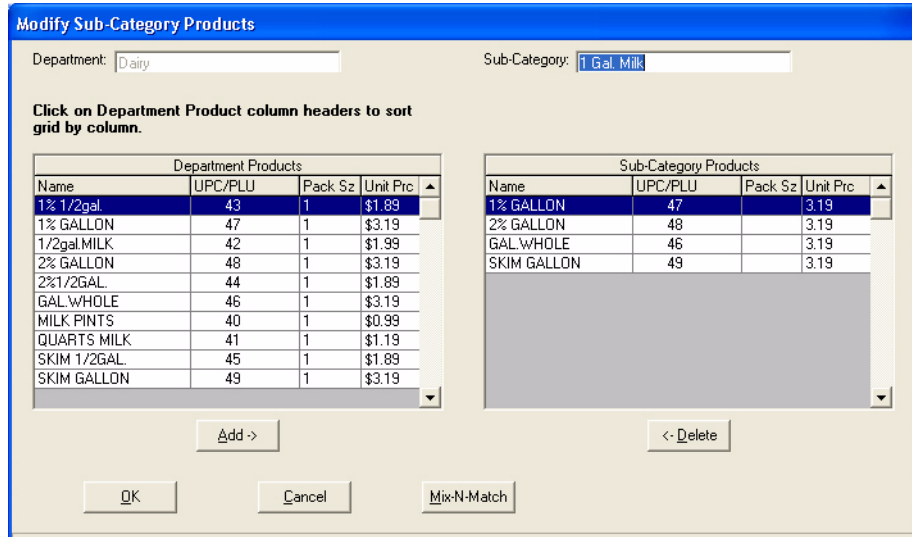 Modify Sub-Category Products
Department: Dairy Sub-Category: 1 Gal. Milk
Click on Department Product column headers to sort
grid by column.
Department Products
Name UPC/PLU Pack Sz Unit Prc
1% 1/2gal. 43 1 $1.89
1% GALLON 47 1 $3.19
1/2gal.MILK 42 1 $1.99
2% GALLON 48 1 $3.19
2%1/2GAL. 44 1 $1.89
GAL.WHOLE 46 1 $3.19
MILK PINTS 40 1 $0.99
QUARTS MILK 41 1 $1.19
SKIM 1/2GAL. 45 1 $1.89
SKIM GALLON 49 1 $3.19
Add ->
Sub-Category Products
Name UPC/PLU Pack Sz Unit Prc
1% GALLON 47 3.19
2% GALLON 48 3.19
GAL.WHOLE 46 3.19
SKIM GALLON 49 3.19
<- Delete
OK Cancel Mix-N-Match